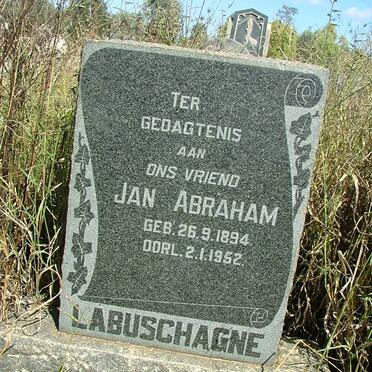 TER
GEDAGTENIS
AAN
ONS VRIEND
JAN ABRAHAM
GEB. 26.9.1894
OORL. 2.1.1952.
LABUSCHAGNE